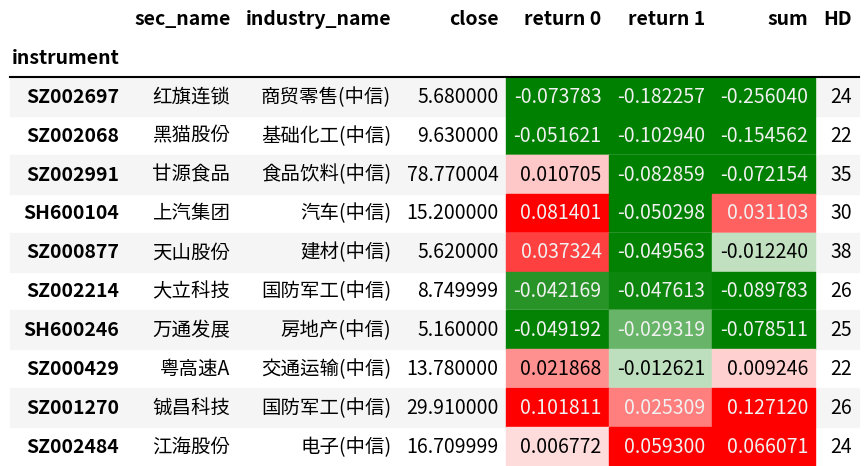 sec_name industry_name close return 0 return 1 sum HD
instrument
SZ002697 红旗连锁 商贸零售(中信) 5.680000 -0.073783 -0.182257 -0.256040 24
SZ002068 黑猫股份 基础化工(中信) 9.630000 -0.051621 -0.102940 -0.154562 22
SZ002991 甘源食品 食品饮料(中信) 78.770004 0.010705 -0.082859 -0.072154 35
SH600104 上汽集团 汽车(中信) 15.200000 0.081401 -0.050298 0.031103 30
SZ000877 天山股份 建材(中信) 5.620000 0.037324 -0.049563 -0.012240 38
SZ002214 大立科技 国防军工(中信) 8.749999 -0.042169 -0.047613 -0.089783 26
SH600246 万通发展 房地产(中信) 5.160000 -0.049192 -0.029319 -0.078511 25
SZ000429 粤高速A 交通运输(中信) 13.780000 0.021868 -0.012621 0.009246 22
SZ001270 铖昌科技 国防军工(中信) 29.910000 0.101811 0.025309 0.127120 26
SZ002484 江海股份 电子(中信) 16.709999 0.006772 0.059300 0.066071 24